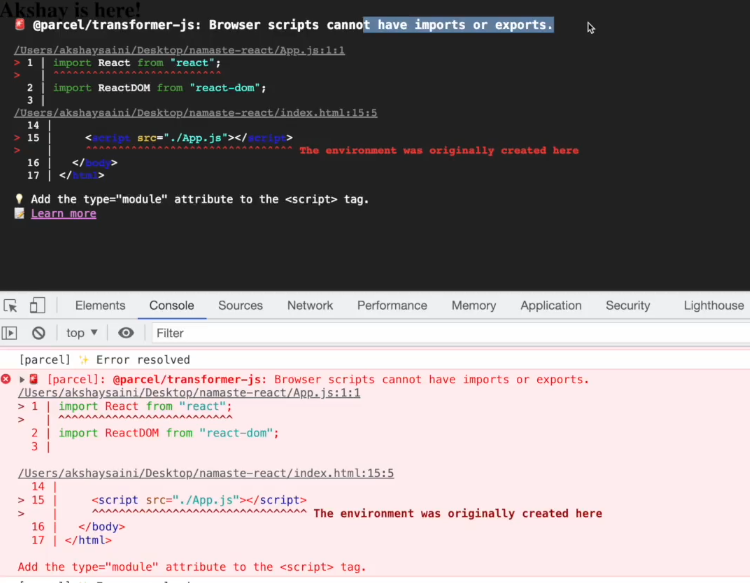 Akshay is here!
🚨 @parcel/transformer-js: Browser scripts cannot have imports or exports.
/Users/akshaysaini/Desktop/namaste-react/App.js:1:1
> 1 | import React from "react";
>   | ^^^^^^^^^^^^^^^^^^^^^^^^^^
  2 | import ReactDOM from "react-dom";
  3 |
/Users/akshaysaini/Desktop/namaste-react/index.html:15:5
  14 |
> 15 |     <script src="./App.js"></script>
>    |     ^^^^^^^^^^^^^^^^^^^^^^^^^^^^^^^^ The environment was originally created here
  16 |   </body>
  17 | </html>
💡 Add the type="module" attribute to the <script> tag.
📝 Learn more
Elements Console Sources Network Performance Memory Application Security Lighthouse
top ▼ Filter
[parcel] ✨ Error resolved
▶ 🚨 [parcel]: @parcel/transformer-js: Browser scripts cannot have imports or exports.
/Users/akshaysaini/Desktop/namaste-react/App.js:1:1
> 1 | import React from "react";
>   | ^^^^^^^^^^^^^^^^^^^^^^^^^^
  2 | import ReactDOM from "react-dom";
  3 |
/Users/akshaysaini/Desktop/namaste-react/index.html:15:5
  14 |
> 15 |     <script src="./App.js"></script>
>    |     ^^^^^^^^^^^^^^^^^^^^^^^^^^^^^^^^ The environment was originally created here
  16 |   </body>
  17 | </html>
Add the type="module" attribute to the <script> tag.